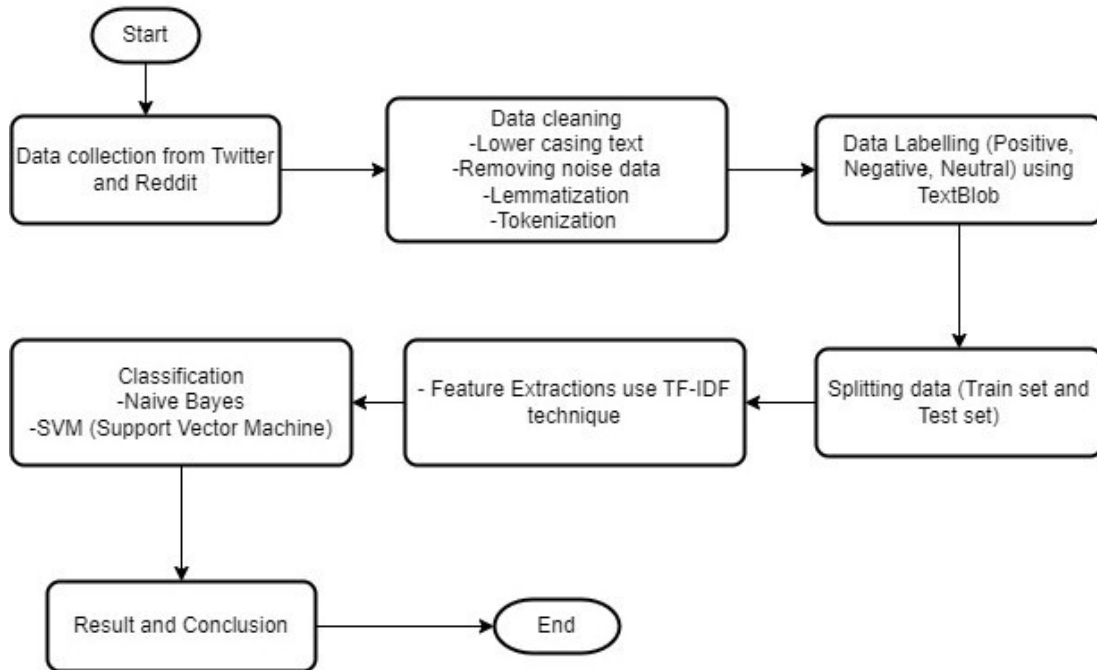 Start
Data collection from Twitter
and Reddit
Data cleaning
-Lower casing text
-Removing noise data
-Lemmatization
-Tokenization
Data Labelling (Positive,
Negative, Neutral) using
TextBlob
Splitting data (Train set and
Test set)
- Feature Extractions use TF-IDF
technique
Classification
-Naive Bayes
-SVM (Support Vector Machine)
Result and Conclusion
End